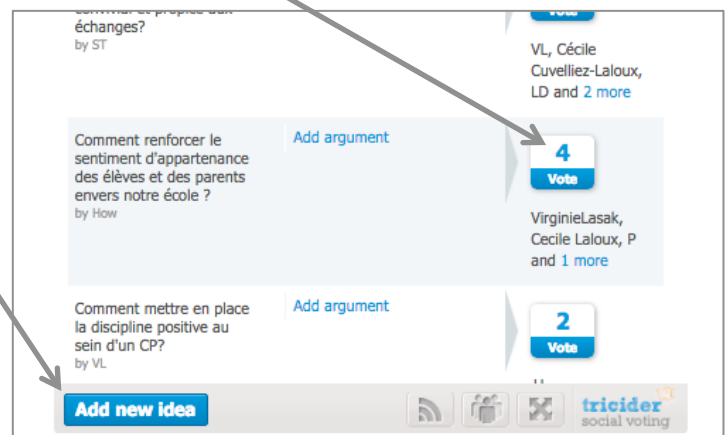 échanges?
by ST
VL, Cécile
Cuvelliez-Laloux,
LD and 2 more
Comment renforcer le
sentiment d'appartenance
des élèves et des parents
envers notre école ?
by How
Add argument
4
Vote
VirginieLasak,
Cecile Laloux, P
and 1 more
Comment mettre en place
la discipline positive au
sein d'un CP?
by VL
Add argument
2
Vote
Add new idea
tricider
social voting